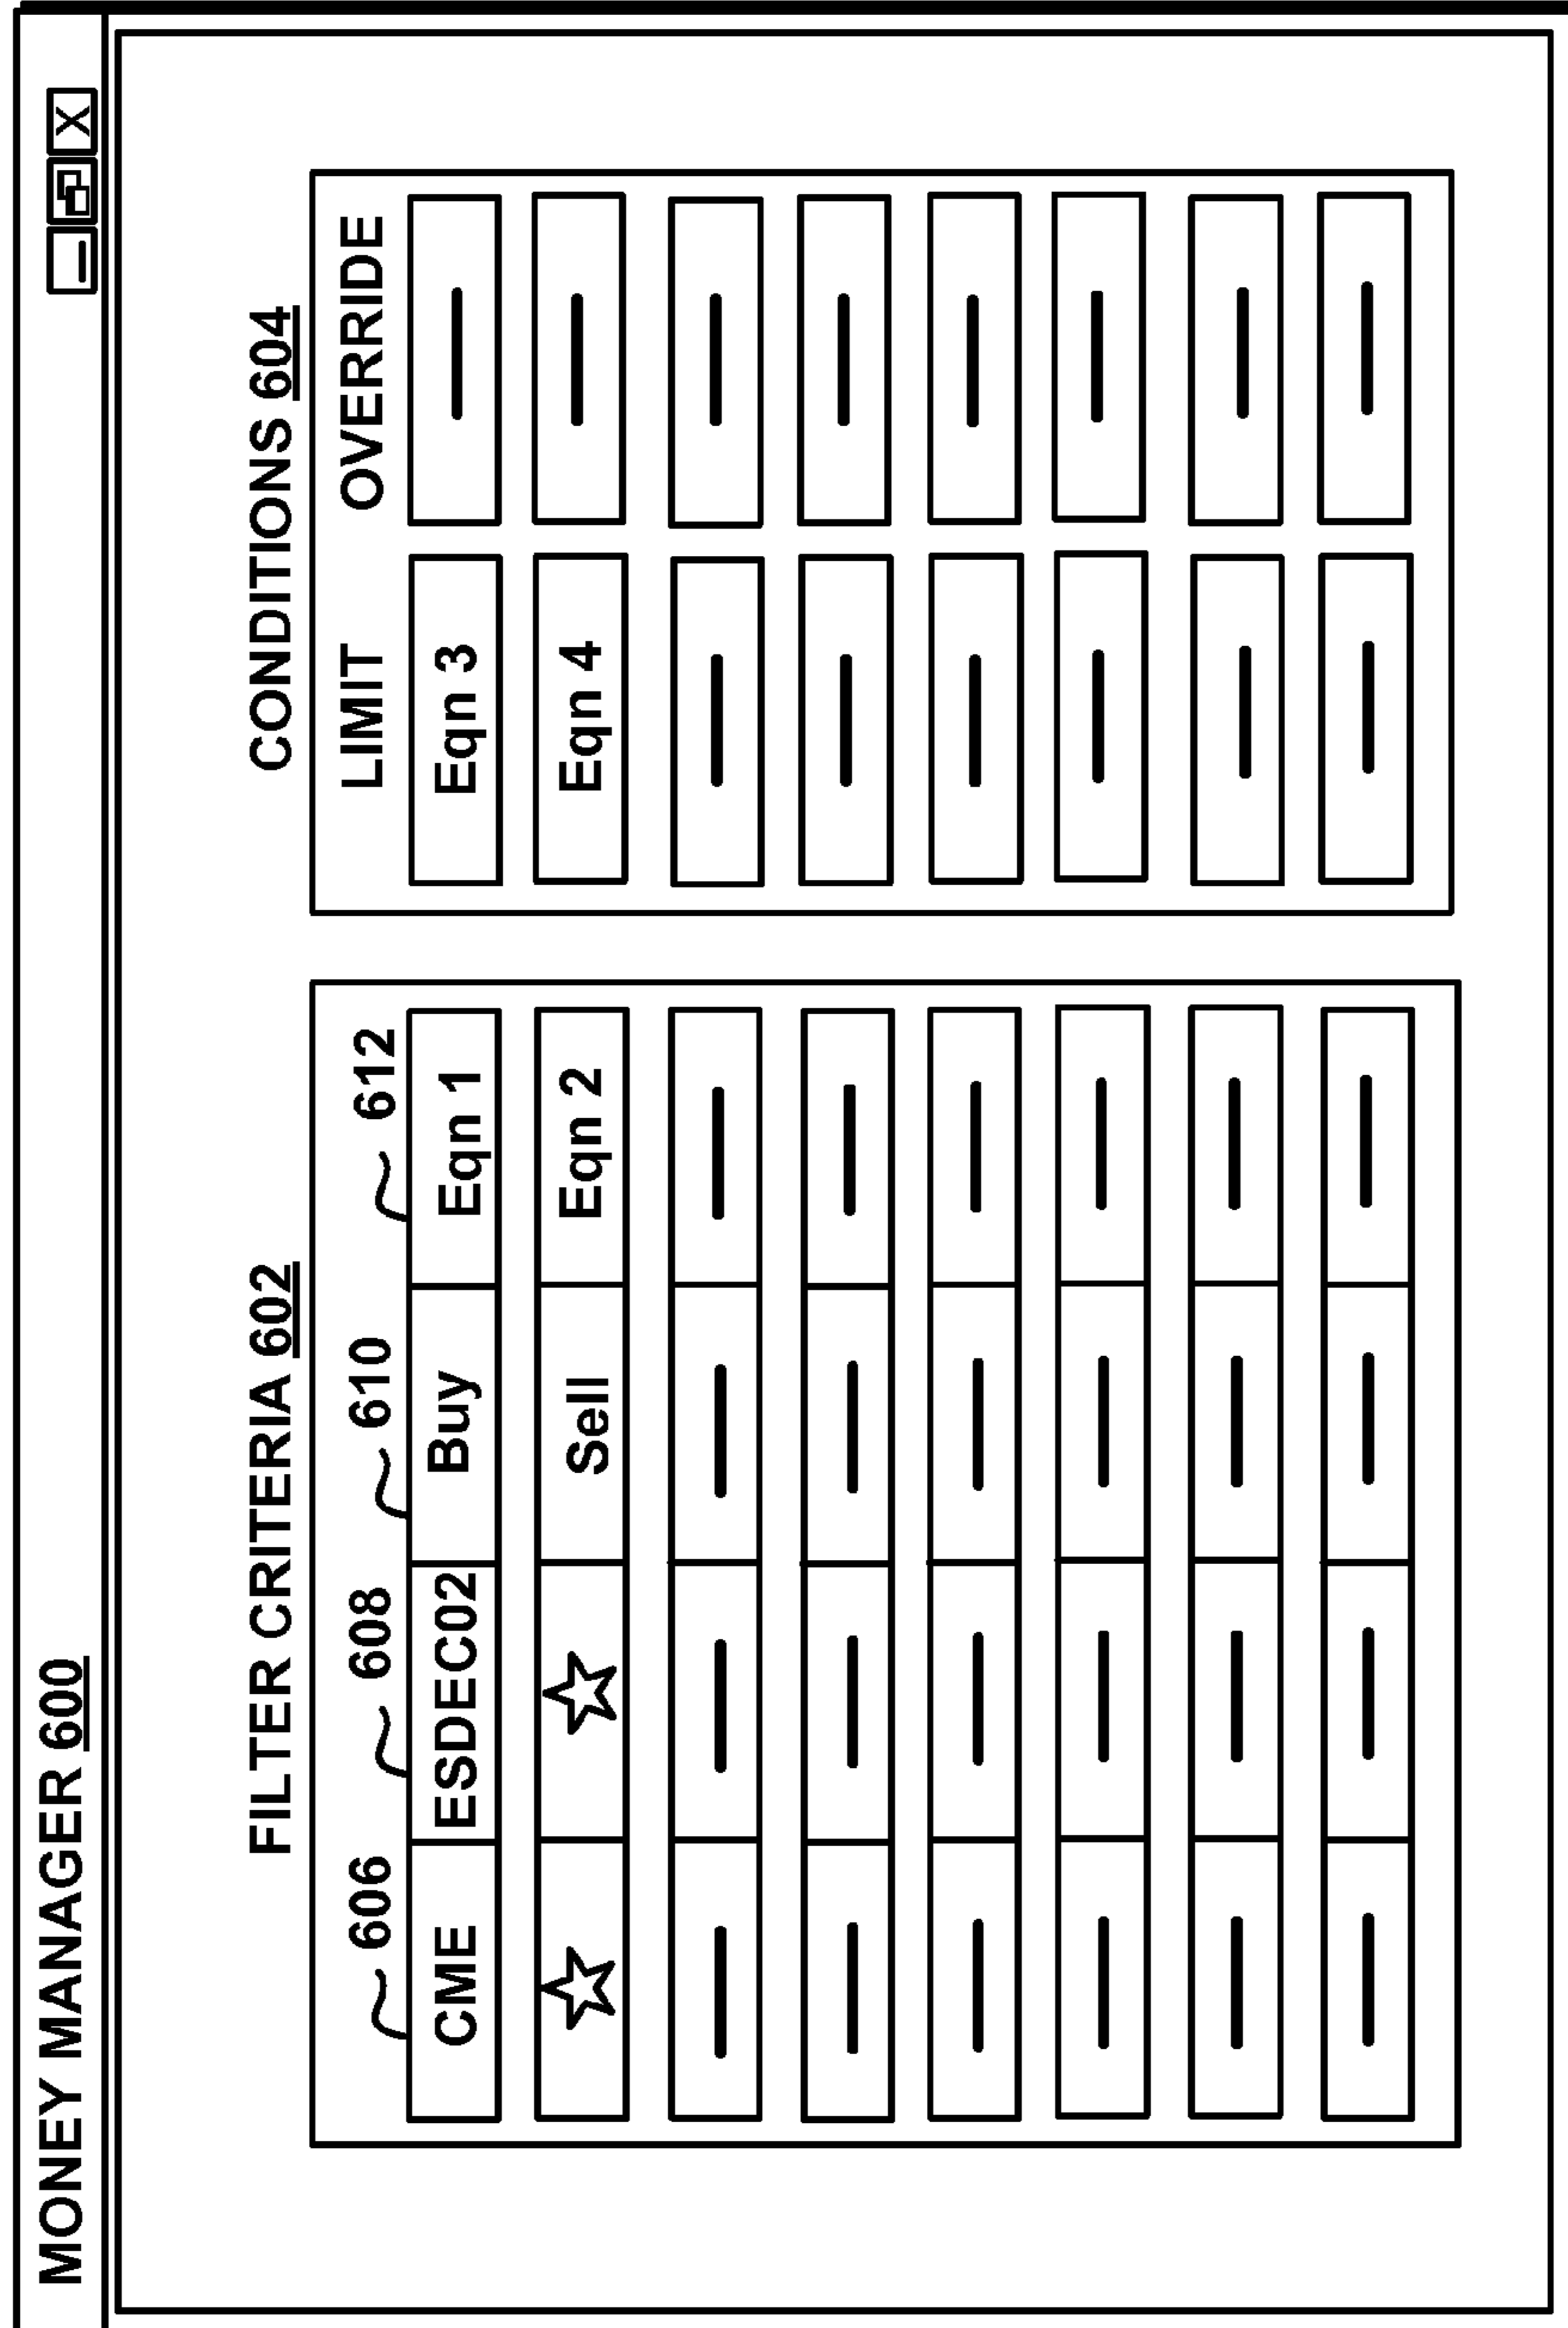 MONEY MANAGER 600
X
FILTER CRITERIA 602 CONDITIONS 604
606 608 610 612 LIMIT OVERRIDE
CME ESDEC02 Buy Eqn 1 Eqn 3
Sell Eqn 2 Eqn 4